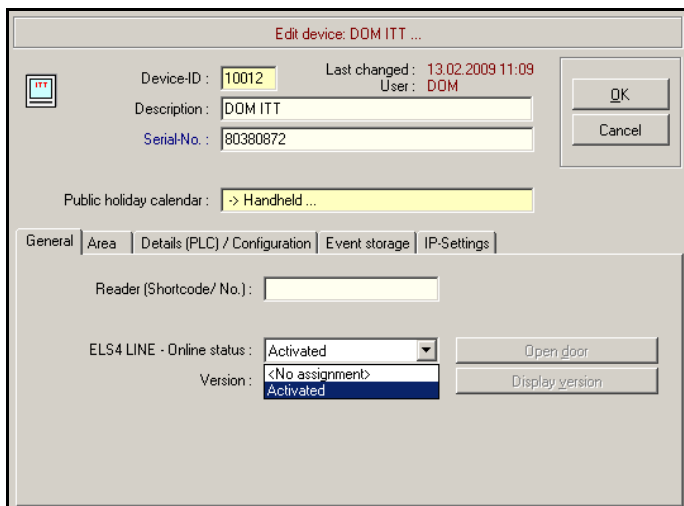 Edit device: DOM ITT ...
ITT
Device-ID : 10012 Last changed : 13.02.2009 11:09
User : DOM
Description : DOM ITT
Serial-No. : 80380872
OK
Cancel
Public holiday calendar : -> Handheld ...
General Area Details (PLC) / Configuration Event storage IP-Settings
Reader (Shortcode/ No.) :
ELS4 LINE - Online status : Activated Open door
<No assignment>
Version : Activated Display version